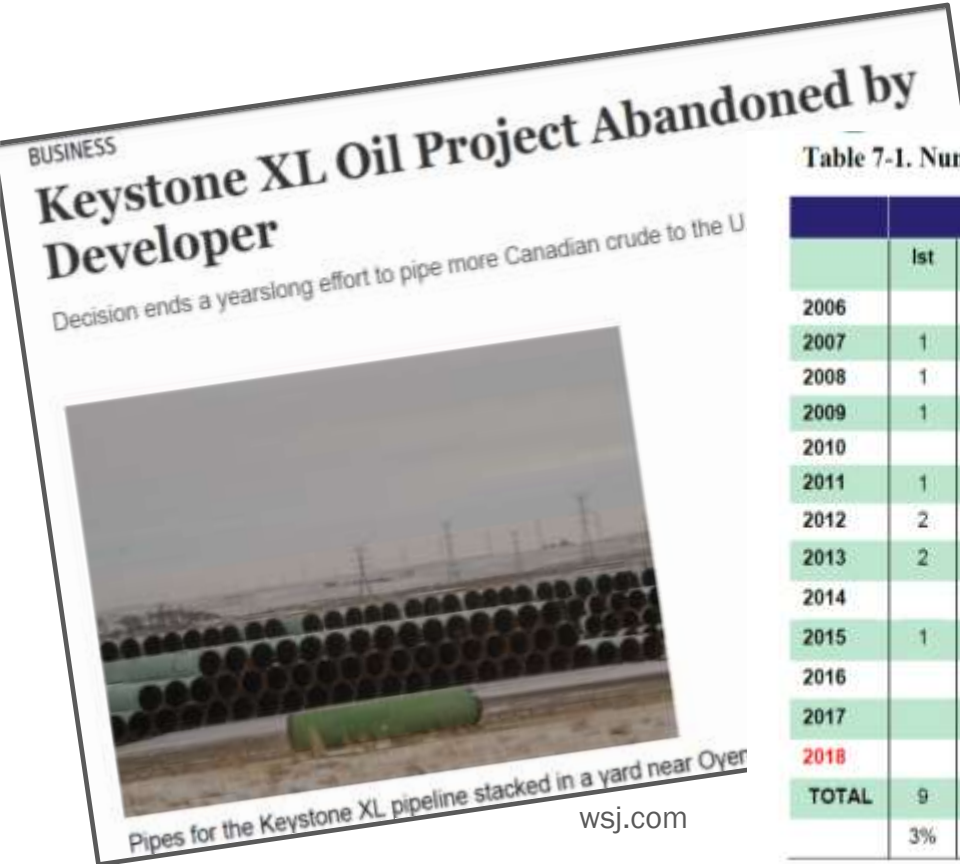 BUSINESS
Keystone XL Oil Project Abandoned by
Developer
Decision ends a yearslong effort to pipe more Canadian crude to the U
Pipes for the Keystone XL pipeline stacked in a yard near Oyen
wsj.com
Table 7-1. Nu
Ist
2006
2007 1
2008 1
2009 1
2010
2011 1
2012 2
2013 2
2014
2015 1
2016
2017
2018
TOTAL 9
3%